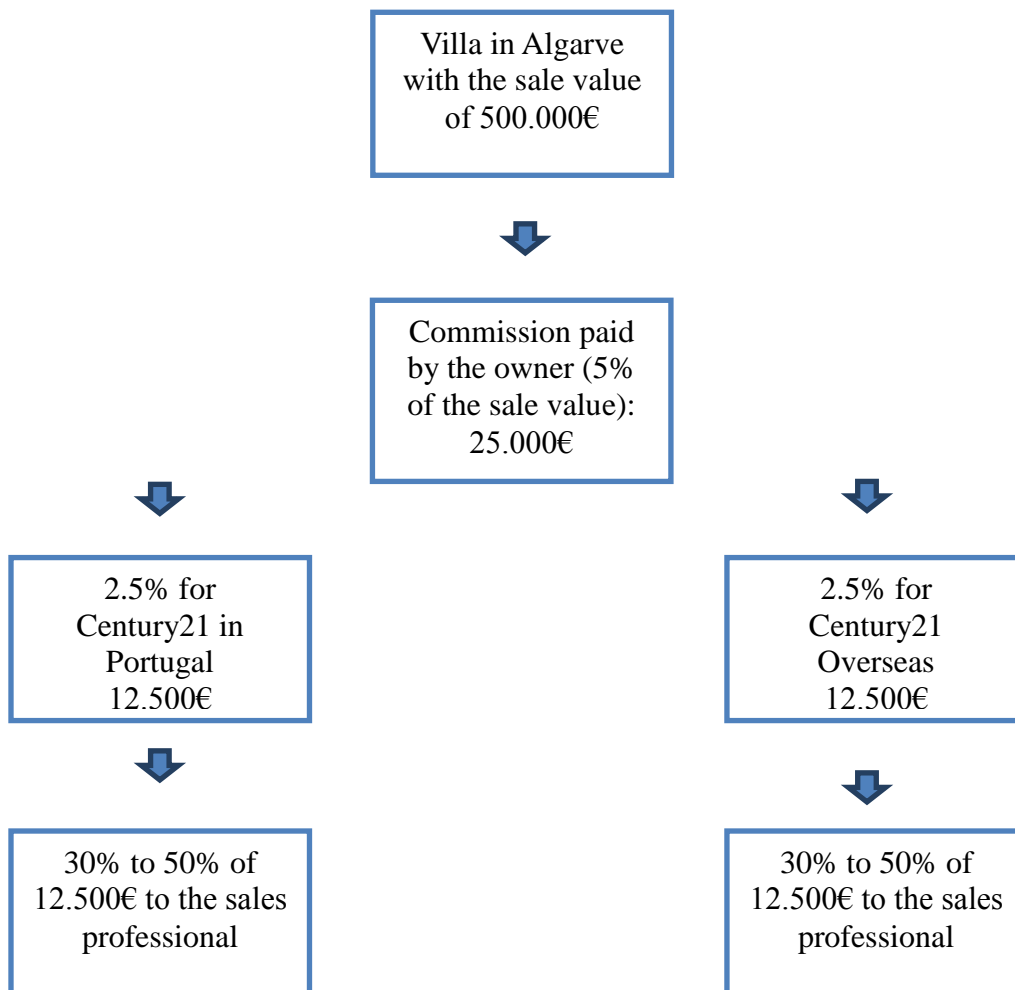 Villa in Algarve
with the sale value
of 500.000€
Commission paid
by the owner (5%
of the sale value):
25.000€
2.5% for
Century21 in
Portugal
12.500€
2.5% for
Century21
Overseas
12.500€
30% to 50% of
12.500€ to the sales
professional
30% to 50% of
12.500€ to the sales
professional